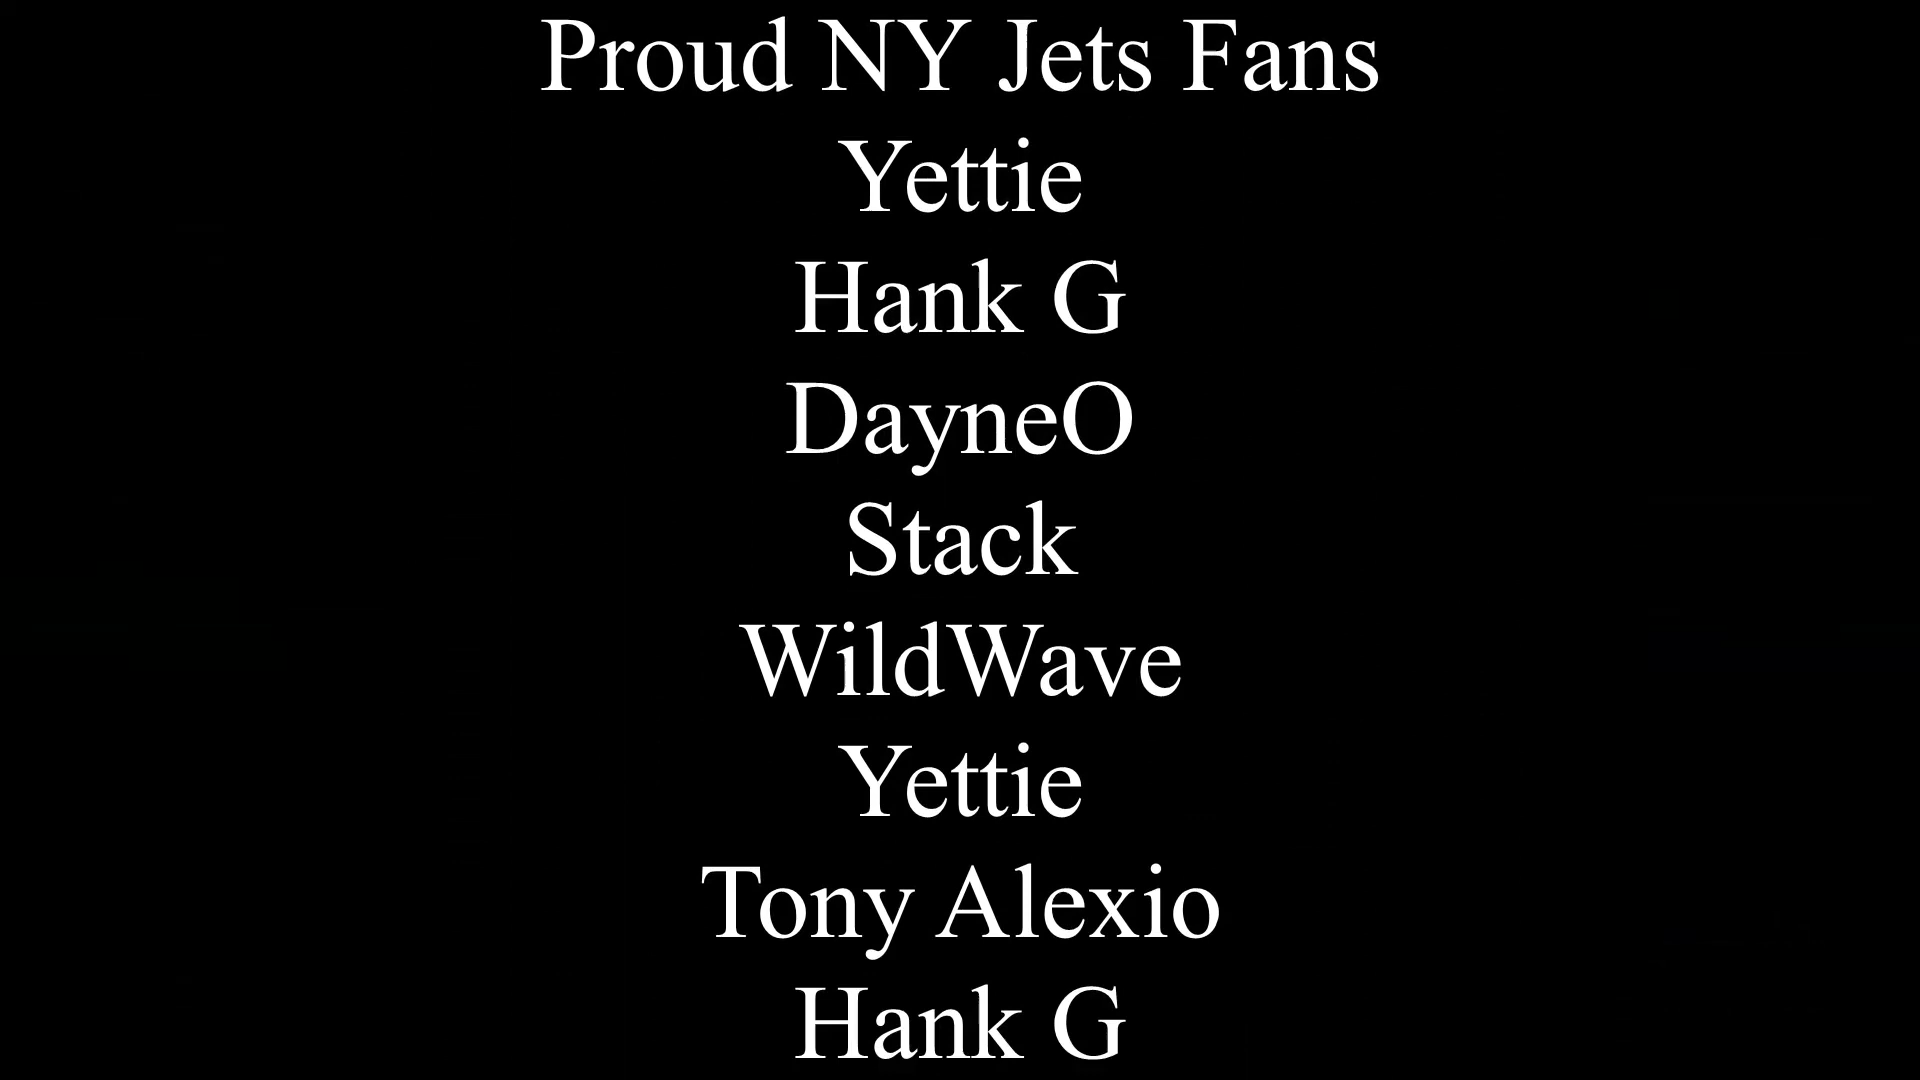 Proud NY Jets Fans
Yettie
Hank G
DayneO
Stack
WildWave
Yettie
Tony Alexio
Hank G